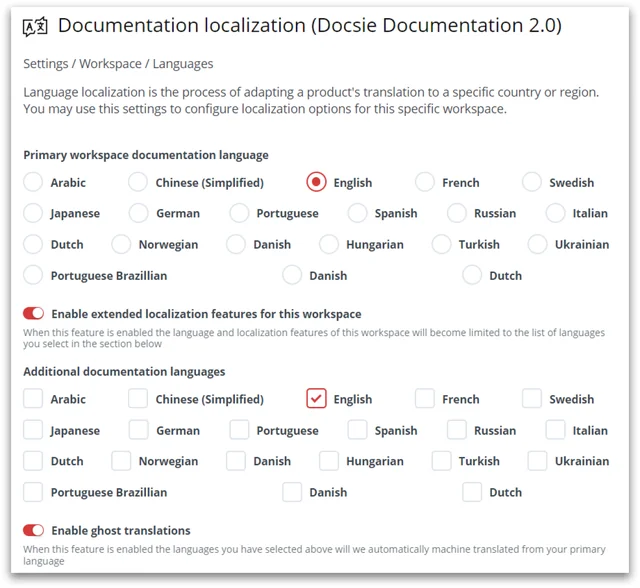 Documentation localization (Docsie Documentation 2.0)
Settings / Workspace / Languages
Language localization is the process of adapting a product's translation to a specific country or region.
You may use this settings to configure localization options for this specific workspace.
Primary workspace documentation language
Arabic Chinese (Simplified) English French Swedish
Japanese German Portuguese Spanish Russian Italian
Dutch Norwegian Danish Hungarian Turkish Ukrainian
Portuguese Brazillian Danish Dutch
Enable extended localization features for this workspace
When this feature is enabled the language and localization features of this workspace will become limited to the list of languages
you select in the section below
Additional documentation languages
Arabic Chinese (Simplified) English French Swedish
Japanese German Portuguese Spanish Russian Italian
Dutch Norwegian Danish Hungarian Turkish Ukrainian
Portuguese Brazillian Danish Dutch
Enable ghost translations
When this feature is enabled the languages you have selected above will we automatically machine translated from your primary
language